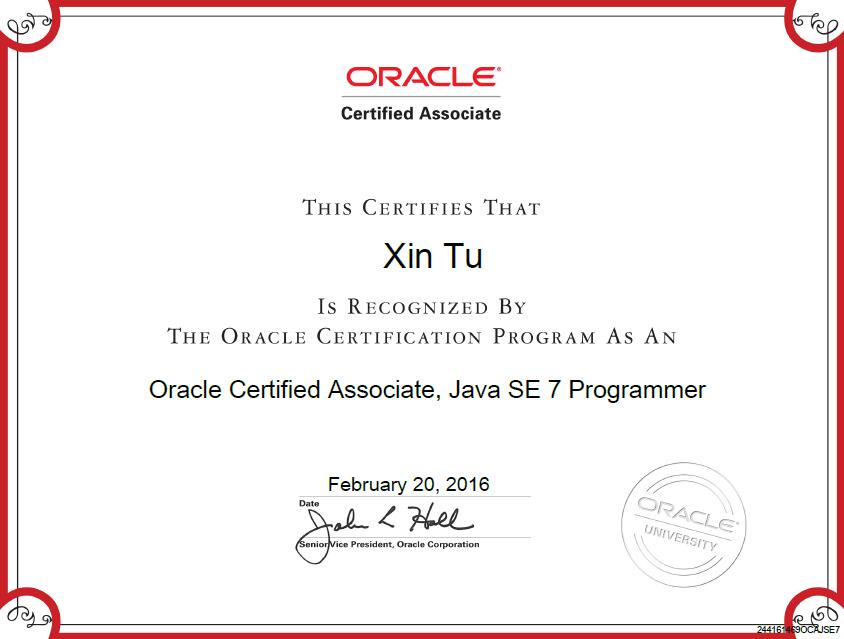 ORACLE®
Certified Associate
THIS CERTIFIES THAT
Xin Tu
IS RECOGNIZED BY
THE ORACLE CERTIFICATION PROGRAM AS AN
Oracle Certified Associate, Java SE 7 Programmer
February 20, 2016
Date
John L Hall
Senior Vice President, Oracle Corporation
ORACLE®
UNIVERSITY
244161469OCAJSE7